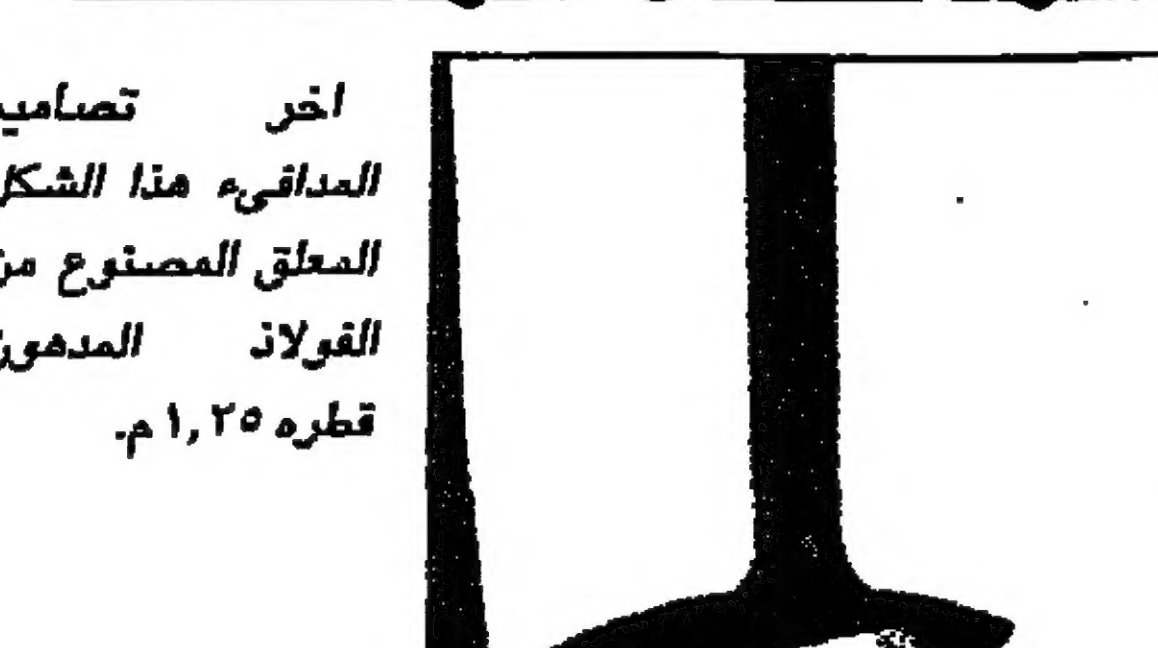 اخر تصاميم
المدافىء هذا الشكل
المعلق المصنوع من
الفولاذ المدهون
قطره ١,٢٥ م.